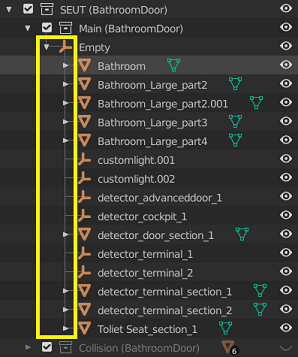 SEUT (BathroomDoor)
Main (BathroomDoor)
Empty
Bathroom
Bathroom_Large_part2
Bathroom_Large_part2.001
Bathroom_Large_part3
Bathroom_Large_part4
customlight.001
customlight.002
detector_advanceddoor_1
detector_cockpit_1
detector_door_section_1
detector_terminal_1
detector_terminal_2
detector_terminal_section_1
detector_terminal_section_2
Toliet Seat_section_1
Collision (BathroomDoor) 6